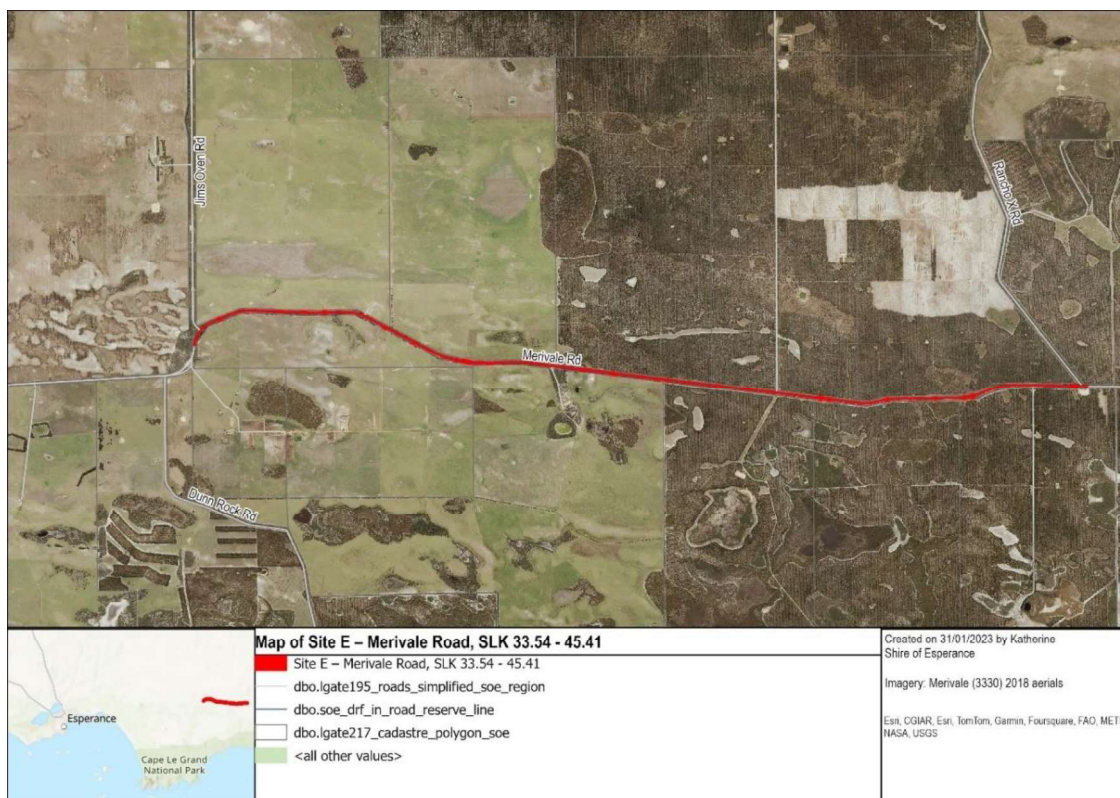 Jims Oven Rd
Rancho X Rd
Merivale Rd
Dunn Rock Rd
Esperance
Cape Le Grand
National Park
Map of Site E – Merivale Road, SLK 33.54 - 45.41
Site E – Merivale Road, SLK 33.54 - 45.41
dbo.lgate195_roads_simplified_soe_region
dbo.soe_drf_in_road_reserve_line
dbo.lgate217_cadastre_polygon_soe
<all other values>
Created on 31/01/2023 by Katherine
Shire of Esperance
Imagery: Merivale (3330) 2018 aerials
Esri, CGIAR, Esri, TomTom, Garmin, Foursquare, FAO, MET
NASA, USGS